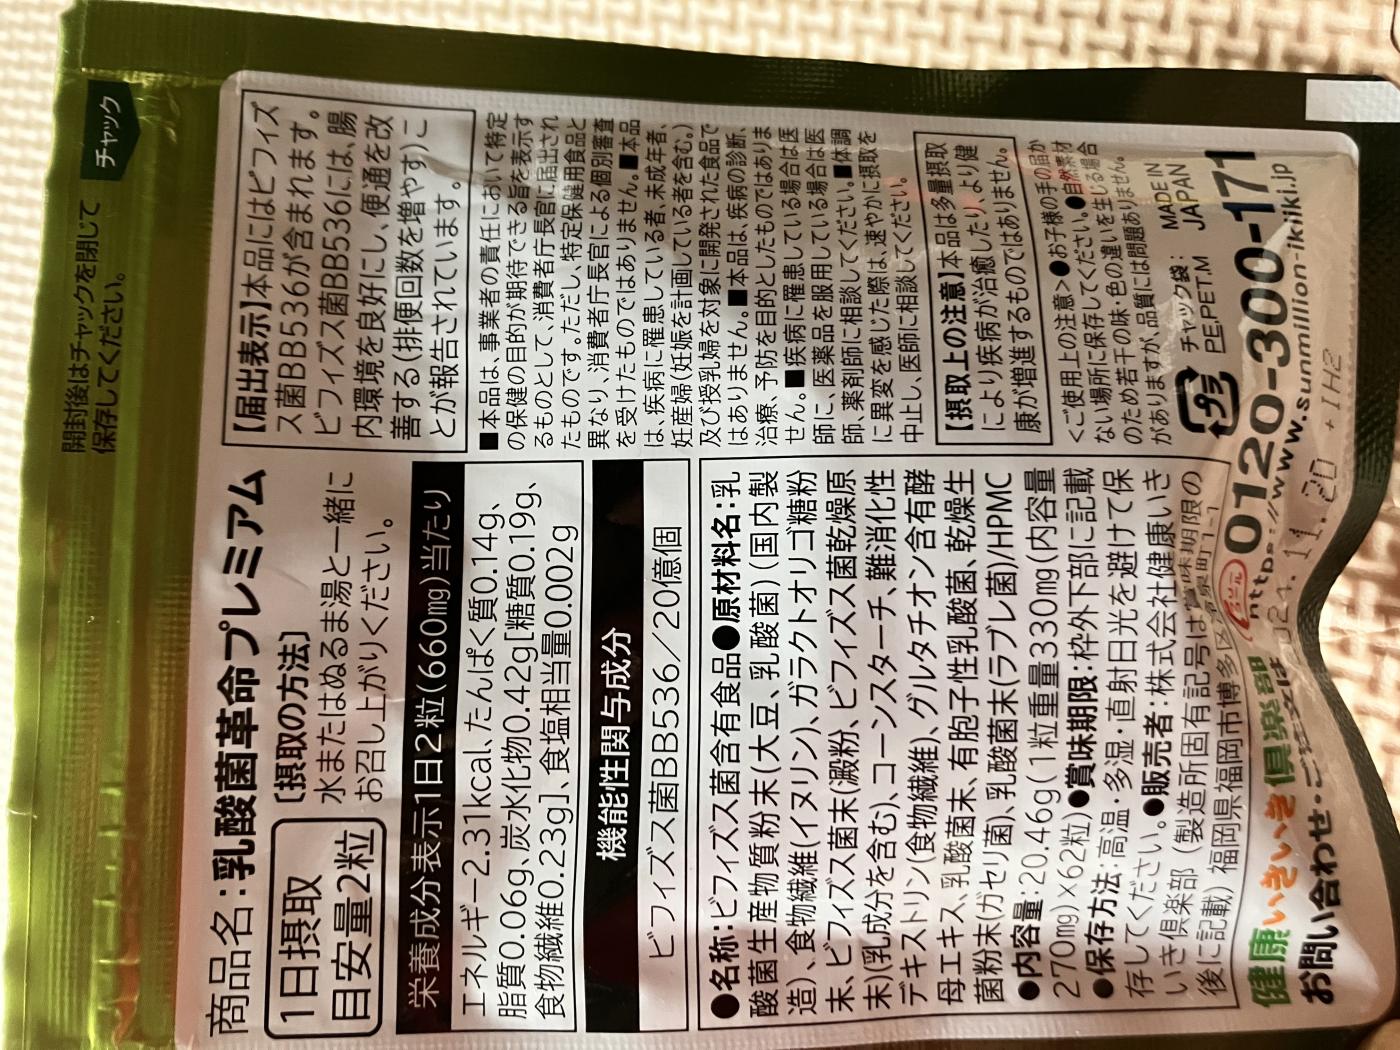 開封後はチャックを閉じて
保存してください。
チャック
商品名:乳酸菌革命プレミアム
1日摂取
目安量2粒
〔摂取の方法〕
水またはぬるま湯と一緒に
お召し上がりください。
栄養成分表示1日2粒(660mg)当たり
エネルギー2.31kcal、たんぱく質0.14g、
脂質0.06g、炭水化物0.42g[糖質0.19g、
食物繊維0.23g]、食塩相当量0.002g
機能性関与成分
ビフィズス菌BB536/20億個
●名称:ビフィズス菌含有食品●原材料名:乳
酸菌生産物質粉末(大豆、乳酸菌)(国内製
造)、食物繊維(イヌリン)、ガラクトオリゴ糖粉
末、ビフィズス菌末(澱粉、ビフィズス菌乾燥原
末)(乳成分を含む)、コーンスターチ、難消化性
デキストリン(食物繊維)、グルタチオン含有酵
母エキス、乳酸菌末、有胞子性乳酸菌、乾燥生
菌粉末(ガセリ菌)、乳酸菌末(ラブレ菌)/HPMC
●内容量:20.46g(1粒重量330mg(内容量
270mg)×62粒)●賞味期限:枠外下部に記載
●保存方法:高温・多湿・直射日光を避けて保
存してください。●販売者:株式会社健康いき
いき倶楽部(製造所固有記号は賞味期限の
後に記載)福岡県福岡市博多区
【届出表示】本品にはビフィズ
ス菌BB536が含まれます。
ビフィズス菌BB536には、腸
内環境を良好にし、便通を改
善する(排便回数を増やす)こ
とが報告されています。
■本品は、事業者の責任において特定
の保健の目的が期待できる旨を表示す
るものとして、消費者庁長官に届出され
たものです。ただし、特定保健用食品と
異なり、消費者庁長官による個別審査
を受けたものではありません。■本品
は、疾病に罹患している者、未成年者、
妊産婦(妊娠を計画している者を含む。)
及び授乳婦を対象に開発された食品で
はありません。■本品は、疾病の診断、
治療、予防を目的としたものではありま
せん。■疾病に罹患している場合は医
師に、医薬品を服用している場合は医
師、薬剤師に相談してください。■体調
に異変を感じた際は、速やかに摂取を
中止し、医師に相談してください。
【摂取上の注意】本品は多量摂取
により疾病が治癒したり、より健
康が増進するものではありません。
<ご使用上の注意>●お子様の手の届か
ない場所に保存してください。●自然素材
のため若干の味・色の違いを生じる場合
がありますが、品質には問題ありません。
プラ
チャック袋:
PE,PET,M
MADE IN
JAPAN
健康いきいき倶楽部
お問い合わせ・ご注文は
0120-300-171
http://www.sunmillion-ikiiki.jp
11.20 + IH2